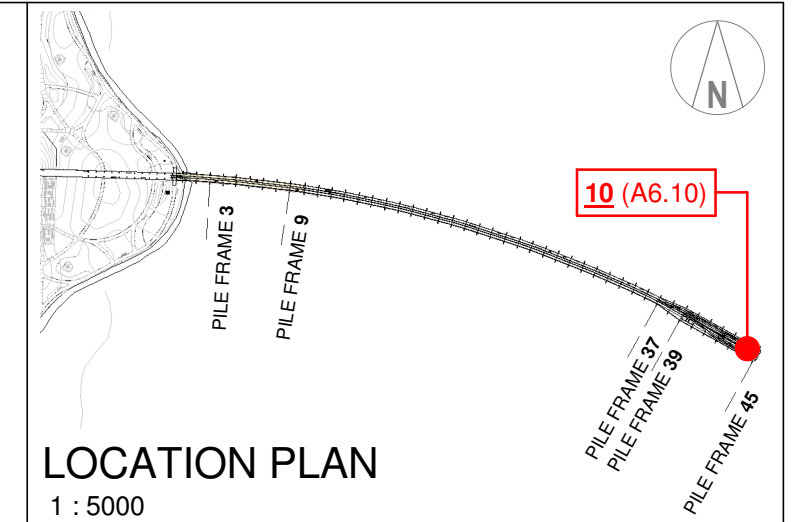 N
10 (A6.10)
PILE FRAME 3
PILE FRAME 9
PILE FRAME 37
PILE FRAME 39
PILE FRAME 45
LOCATION PLAN
1 : 5000